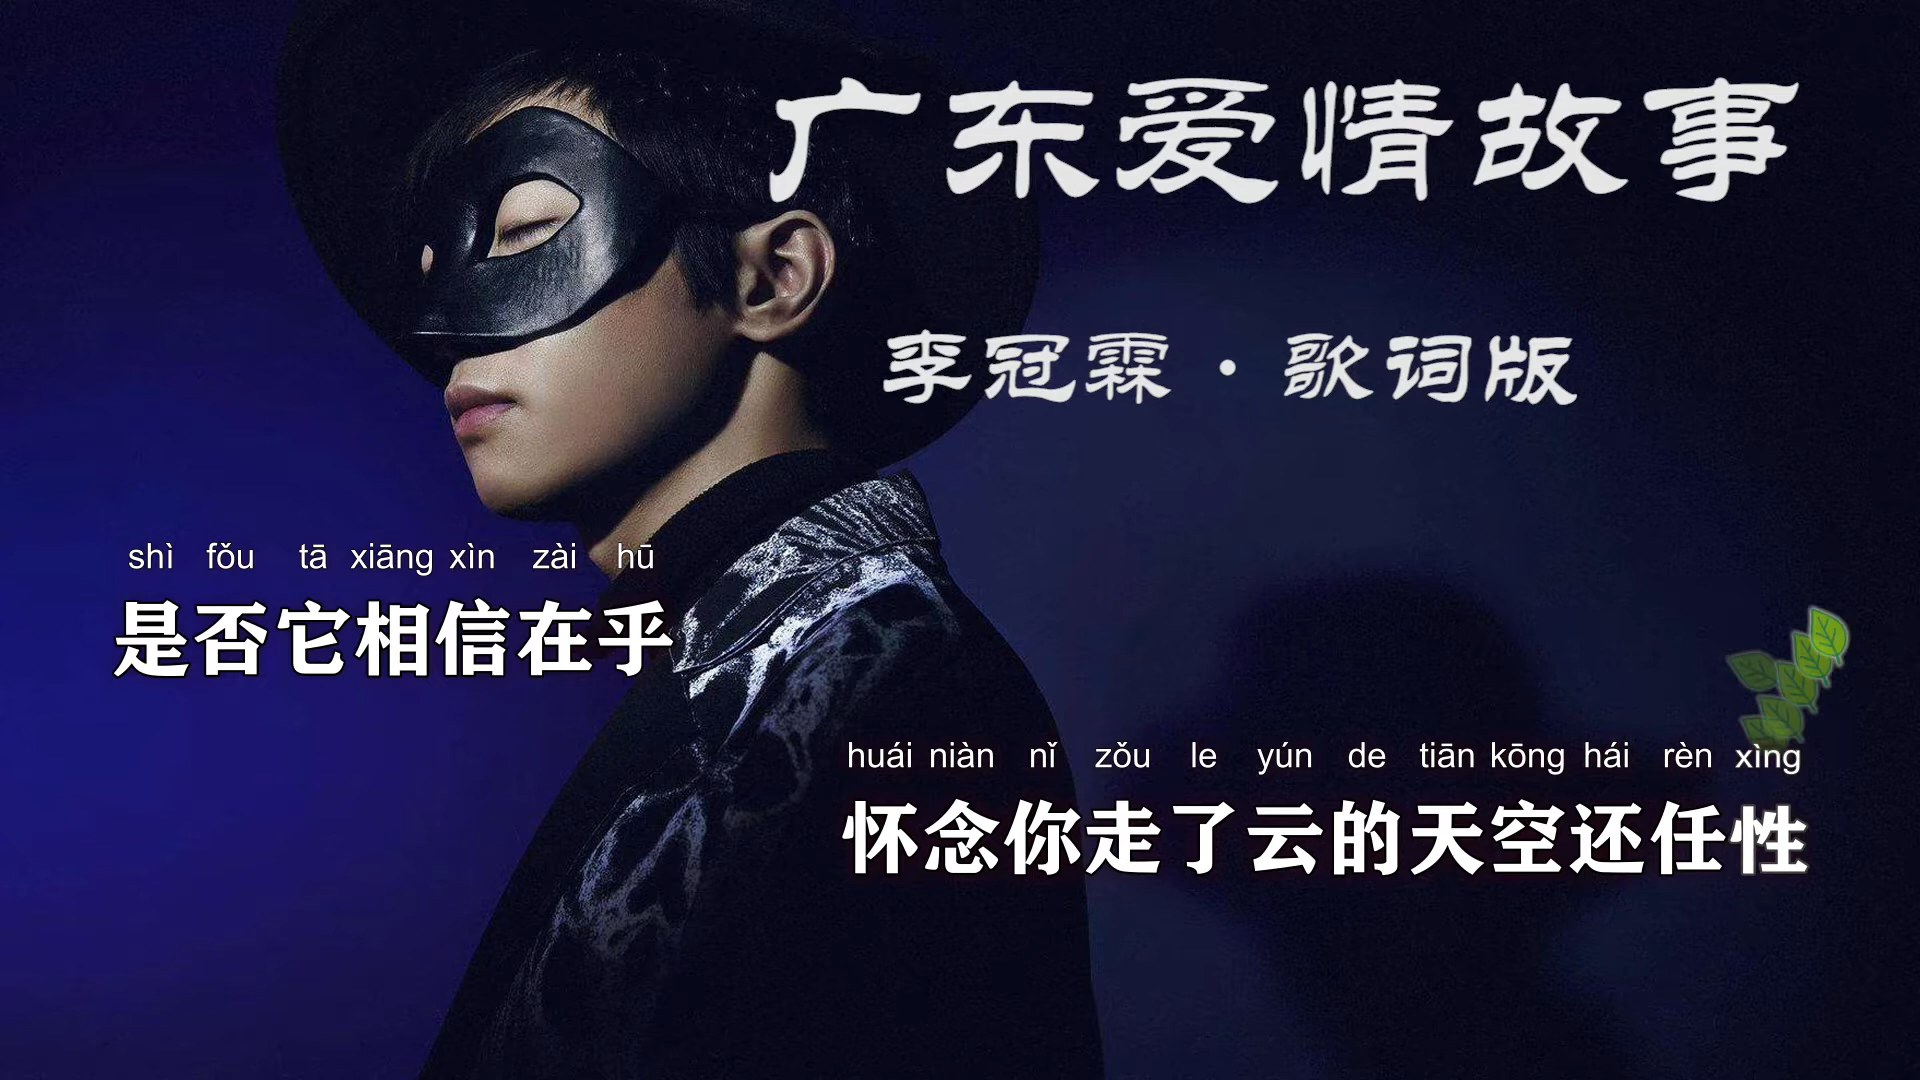 广东爱情故事
李冠霖·歌词版
shì fǒu tā xiāng xìn zài hū
是否它相信在乎
huái niàn nǐ zǒu le yún de tiān kōng hái rèn xìng
怀念你走了云的天空还任性